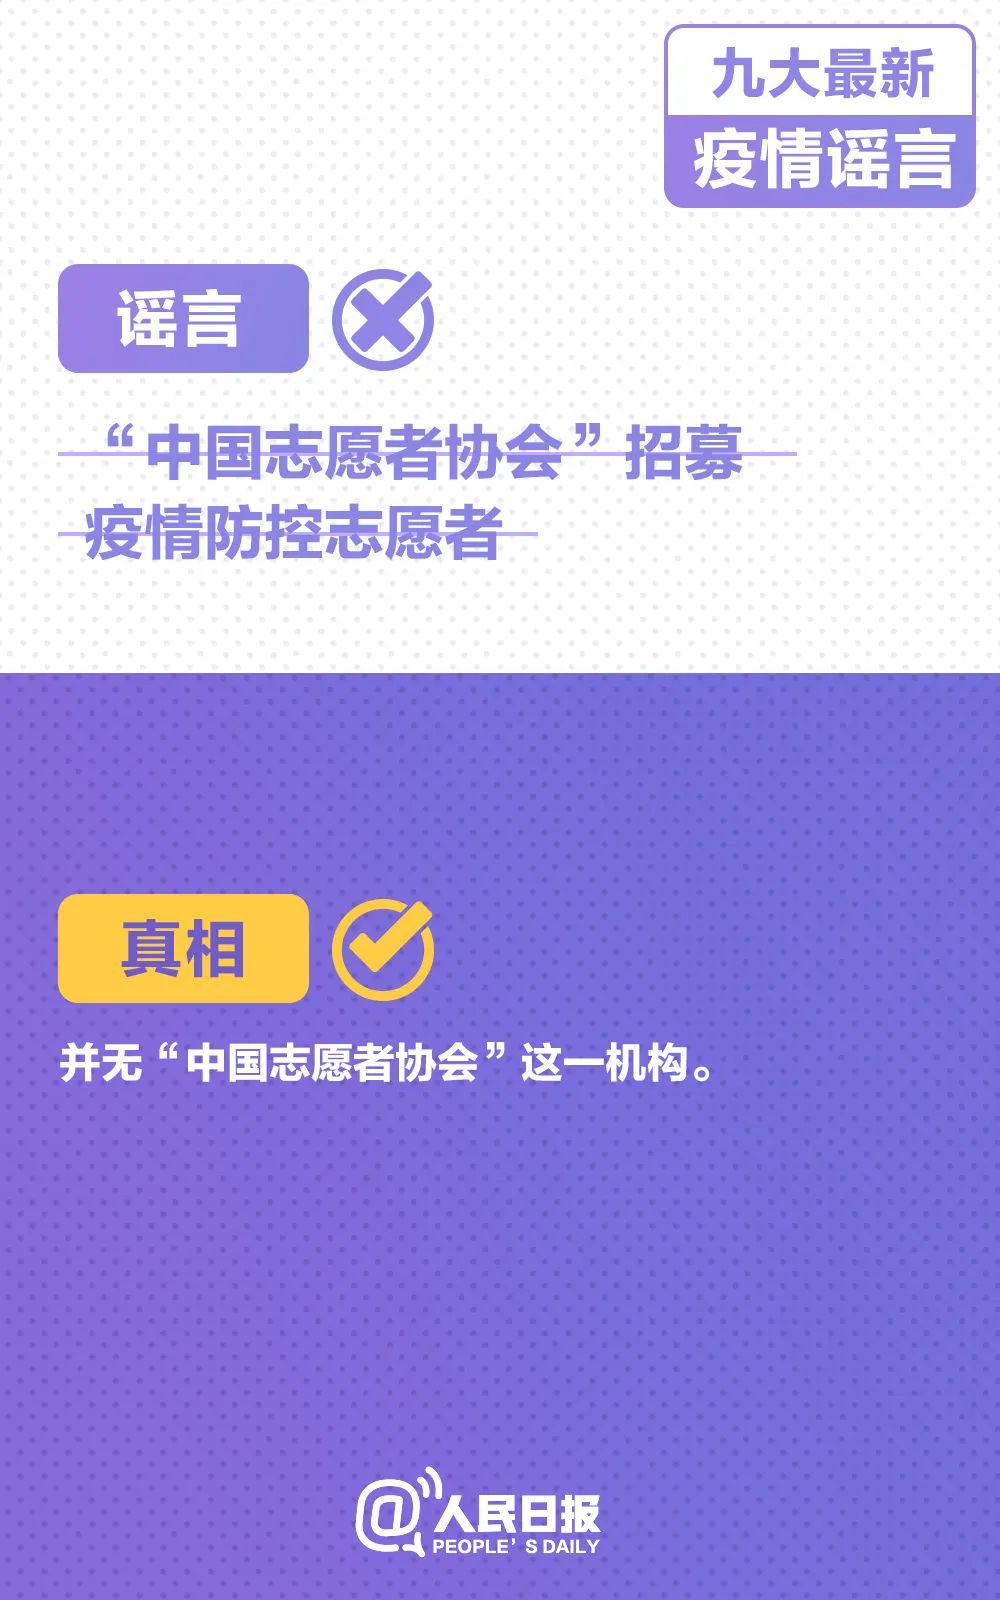 九大最新
疫情谣言
谣言
“中国志愿者协会”招募
疫情防控志愿者
真相
并无“中国志愿者协会”这一机构。
@人民日报
PEOPLE'S DAILY